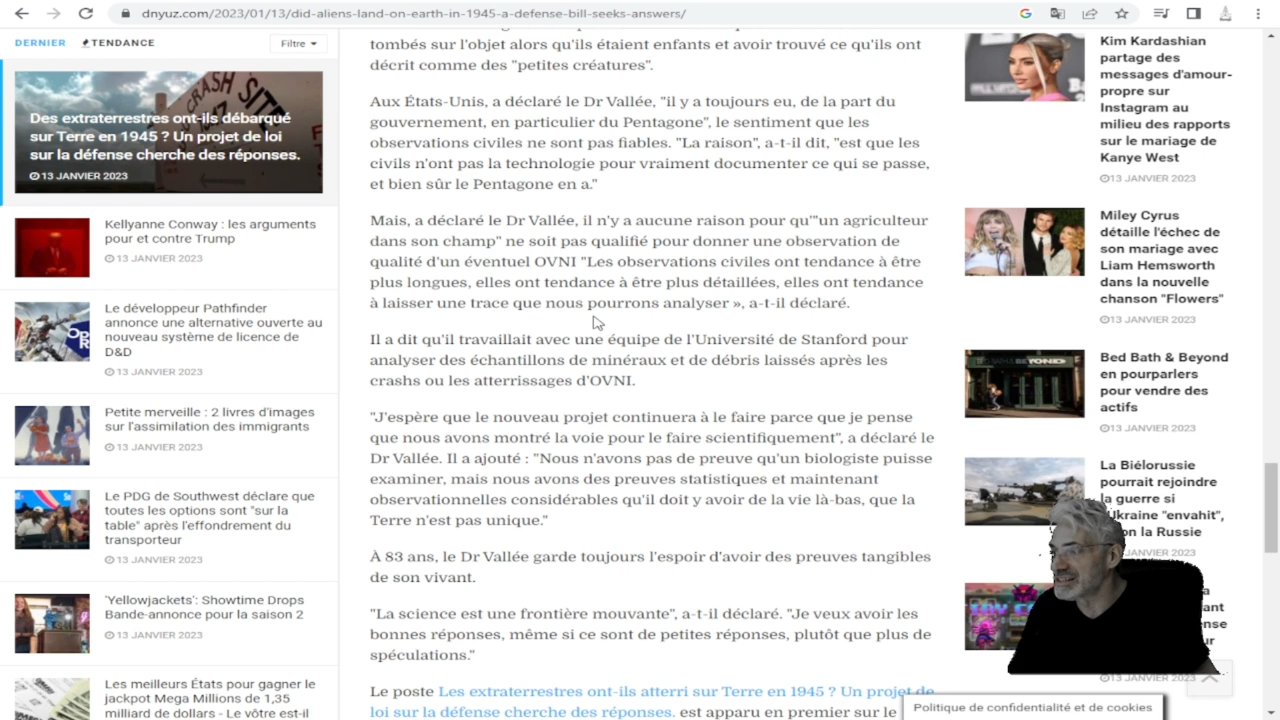 dnyuz.com/2023/01/13/did-aliens-land-on-earth-in-1945-a-defense-bill-seeks-answers/
DERNIER
TENDANCE
Filtre
CRASH SITE
Des extraterrestres ont-ils débarqué
sur Terre en 1945 ? Un projet de loi
sur la défense cherche des réponses.
13 JANVIER 2023
Kellyanne Conway : les arguments
pour et contre Trump
13 JANVIER 2023
Le développeur Pathfinder
annonce une alternative ouverte au
nouveau système de licence de
D&D
13 JANVIER 2023
Petite merveille : 2 livres d'images
sur l'assimilation des immigrants
13 JANVIER 2023
Le PDG de Southwest déclare que
toutes les options sont "sur la
table" après l'effondrement du
transporteur
13 JANVIER 2023
'Yellowjackets': Showtime Drops
Bande-annonce pour la saison 2
13 JANVIER 2023
Les meilleurs États pour gagner le
jackpot Mega Millions de 1,35
milliard de dollars - Le vôtre est-il
tombés sur l'objet alors qu'ils étaient enfants et avoir trouvé ce qu'ils ont
décrit comme des "petites créatures".
Aux États-Unis, a déclaré le Dr Vallée, "il y a toujours eu, de la part du
gouvernement, en particulier du Pentagone", le sentiment que les
observations civiles ne sont pas fiables. "La raison", a-t-il dit, "est que les
civils n'ont pas la technologie pour vraiment documenter ce qui se passe,
et bien sûr le Pentagone en a."
Mais, a déclaré le Dr Vallée, il n'y a aucune raison pour qu'"un agriculteur
dans son champ" ne soit pas qualifié pour donner une observation de
qualité d'un éventuel OVNI "Les observations civiles ont tendance à être
plus longues, elles ont tendance à être plus détaillées, elles ont tendance
à laisser une trace que nous pourrons analyser », a-t-il déclaré.
Il a dit qu'il travaillait avec une équipe de l'Université de Stanford pour
analyser des échantillons de minéraux et de débris laissés après les
crashs ou les atterrissages d'OVNI.
"J'espère que le nouveau projet continuera à le faire parce que je pense
que nous avons montré la voie pour le faire scientifiquement", a déclaré le
Dr Vallée. Il a ajouté : "Nous n'avons pas de preuve qu'un biologiste puisse
examiner, mais nous avons des preuves statistiques et maintenant
observationnelles considérables qu'il doit y avoir de la vie là-bas, que la
Terre n'est pas unique."
À 83 ans, le Dr Vallée garde toujours l'espoir d'avoir des preuves tangibles
de son vivant.
"La science est une frontière mouvante", a-t-il déclaré. "Je veux avoir les
bonnes réponses, même si ce sont de petites réponses, plutôt que plus de
spéculations."
Le poste Les extraterrestres ont-ils atterri sur Terre en 1945 ? Un projet de
loi sur la défense cherche des réponses. est apparu en premier sur le
Kim Kardashian
partage des
messages d'amour-
propre sur
Instagram au
milieu des rapports
sur le mariage de
Kanye West
13 JANVIER 2023
Miley Cyrus
détaille l'échec de
son mariage avec
Liam Hemsworth
dans la nouvelle
chanson "Flowers"
13 JANVIER 2023
Bed Bath & Beyond
en pourparlers
pour vendre des
actifs
13 JANVIER 2023
La Biélorussie
pourrait rejoindre
la guerre si
l'Ukraine "envahit",
la Russie
JANVIER 2023
13 JANVIER 2023
Politique de confidentialité et de cookies